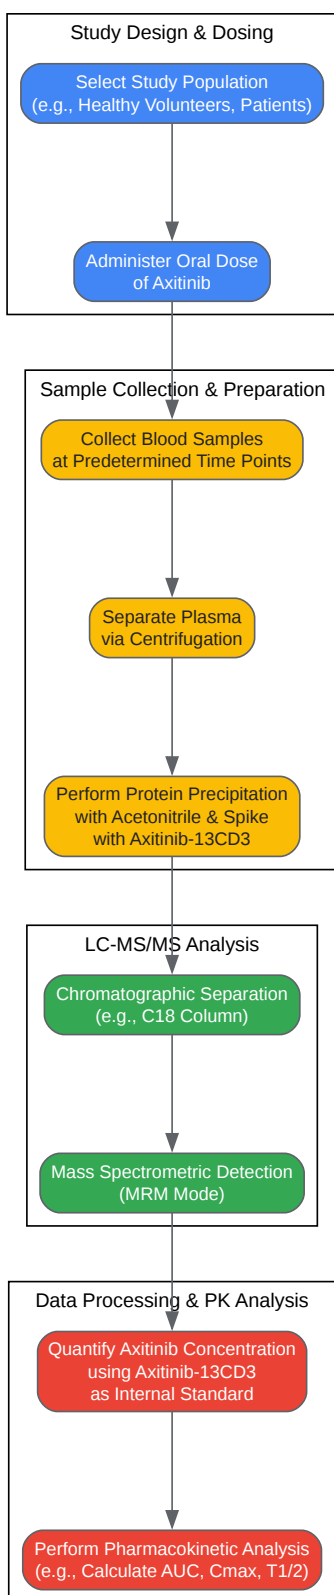 Study Design & Dosing
Select Study Population
(e.g., Healthy Volunteers, Patients)
Administer Oral Dose
of Axitinib
Sample Collection & Preparation
Collect Blood Samples
at Predetermined Time Points
Separate Plasma
via Centrifugation
Perform Protein Precipitation
with Acetonitrile & Spike
with Axitinib-13CD3
LC-MS/MS Analysis
Chromatographic Separation
(e.g., C18 Column)
Mass Spectrometric Detection
(MRM Mode)
Data Processing & PK Analysis
Quantify Axitinib Concentration
using Axitinib-13CD3
as Internal Standard
Perform Pharmacokinetic Analysis
(e.g., Calculate AUC, Cmax, T1/2)